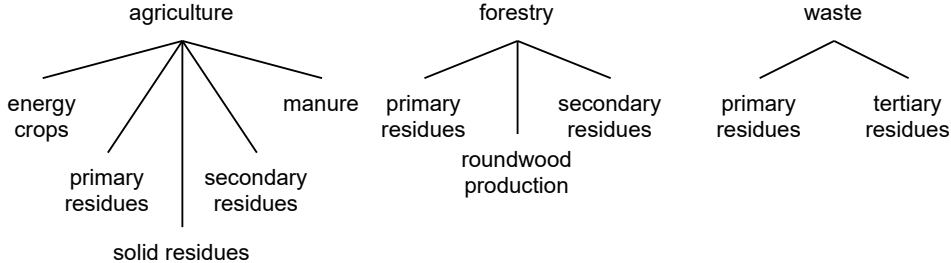 agriculture
forestry
waste
energy
crops
manure
primary
residues
secondary
residues
primary
residues
tertiary
residues
roundwood
production
primary
residues
secondary
residues
solid residues